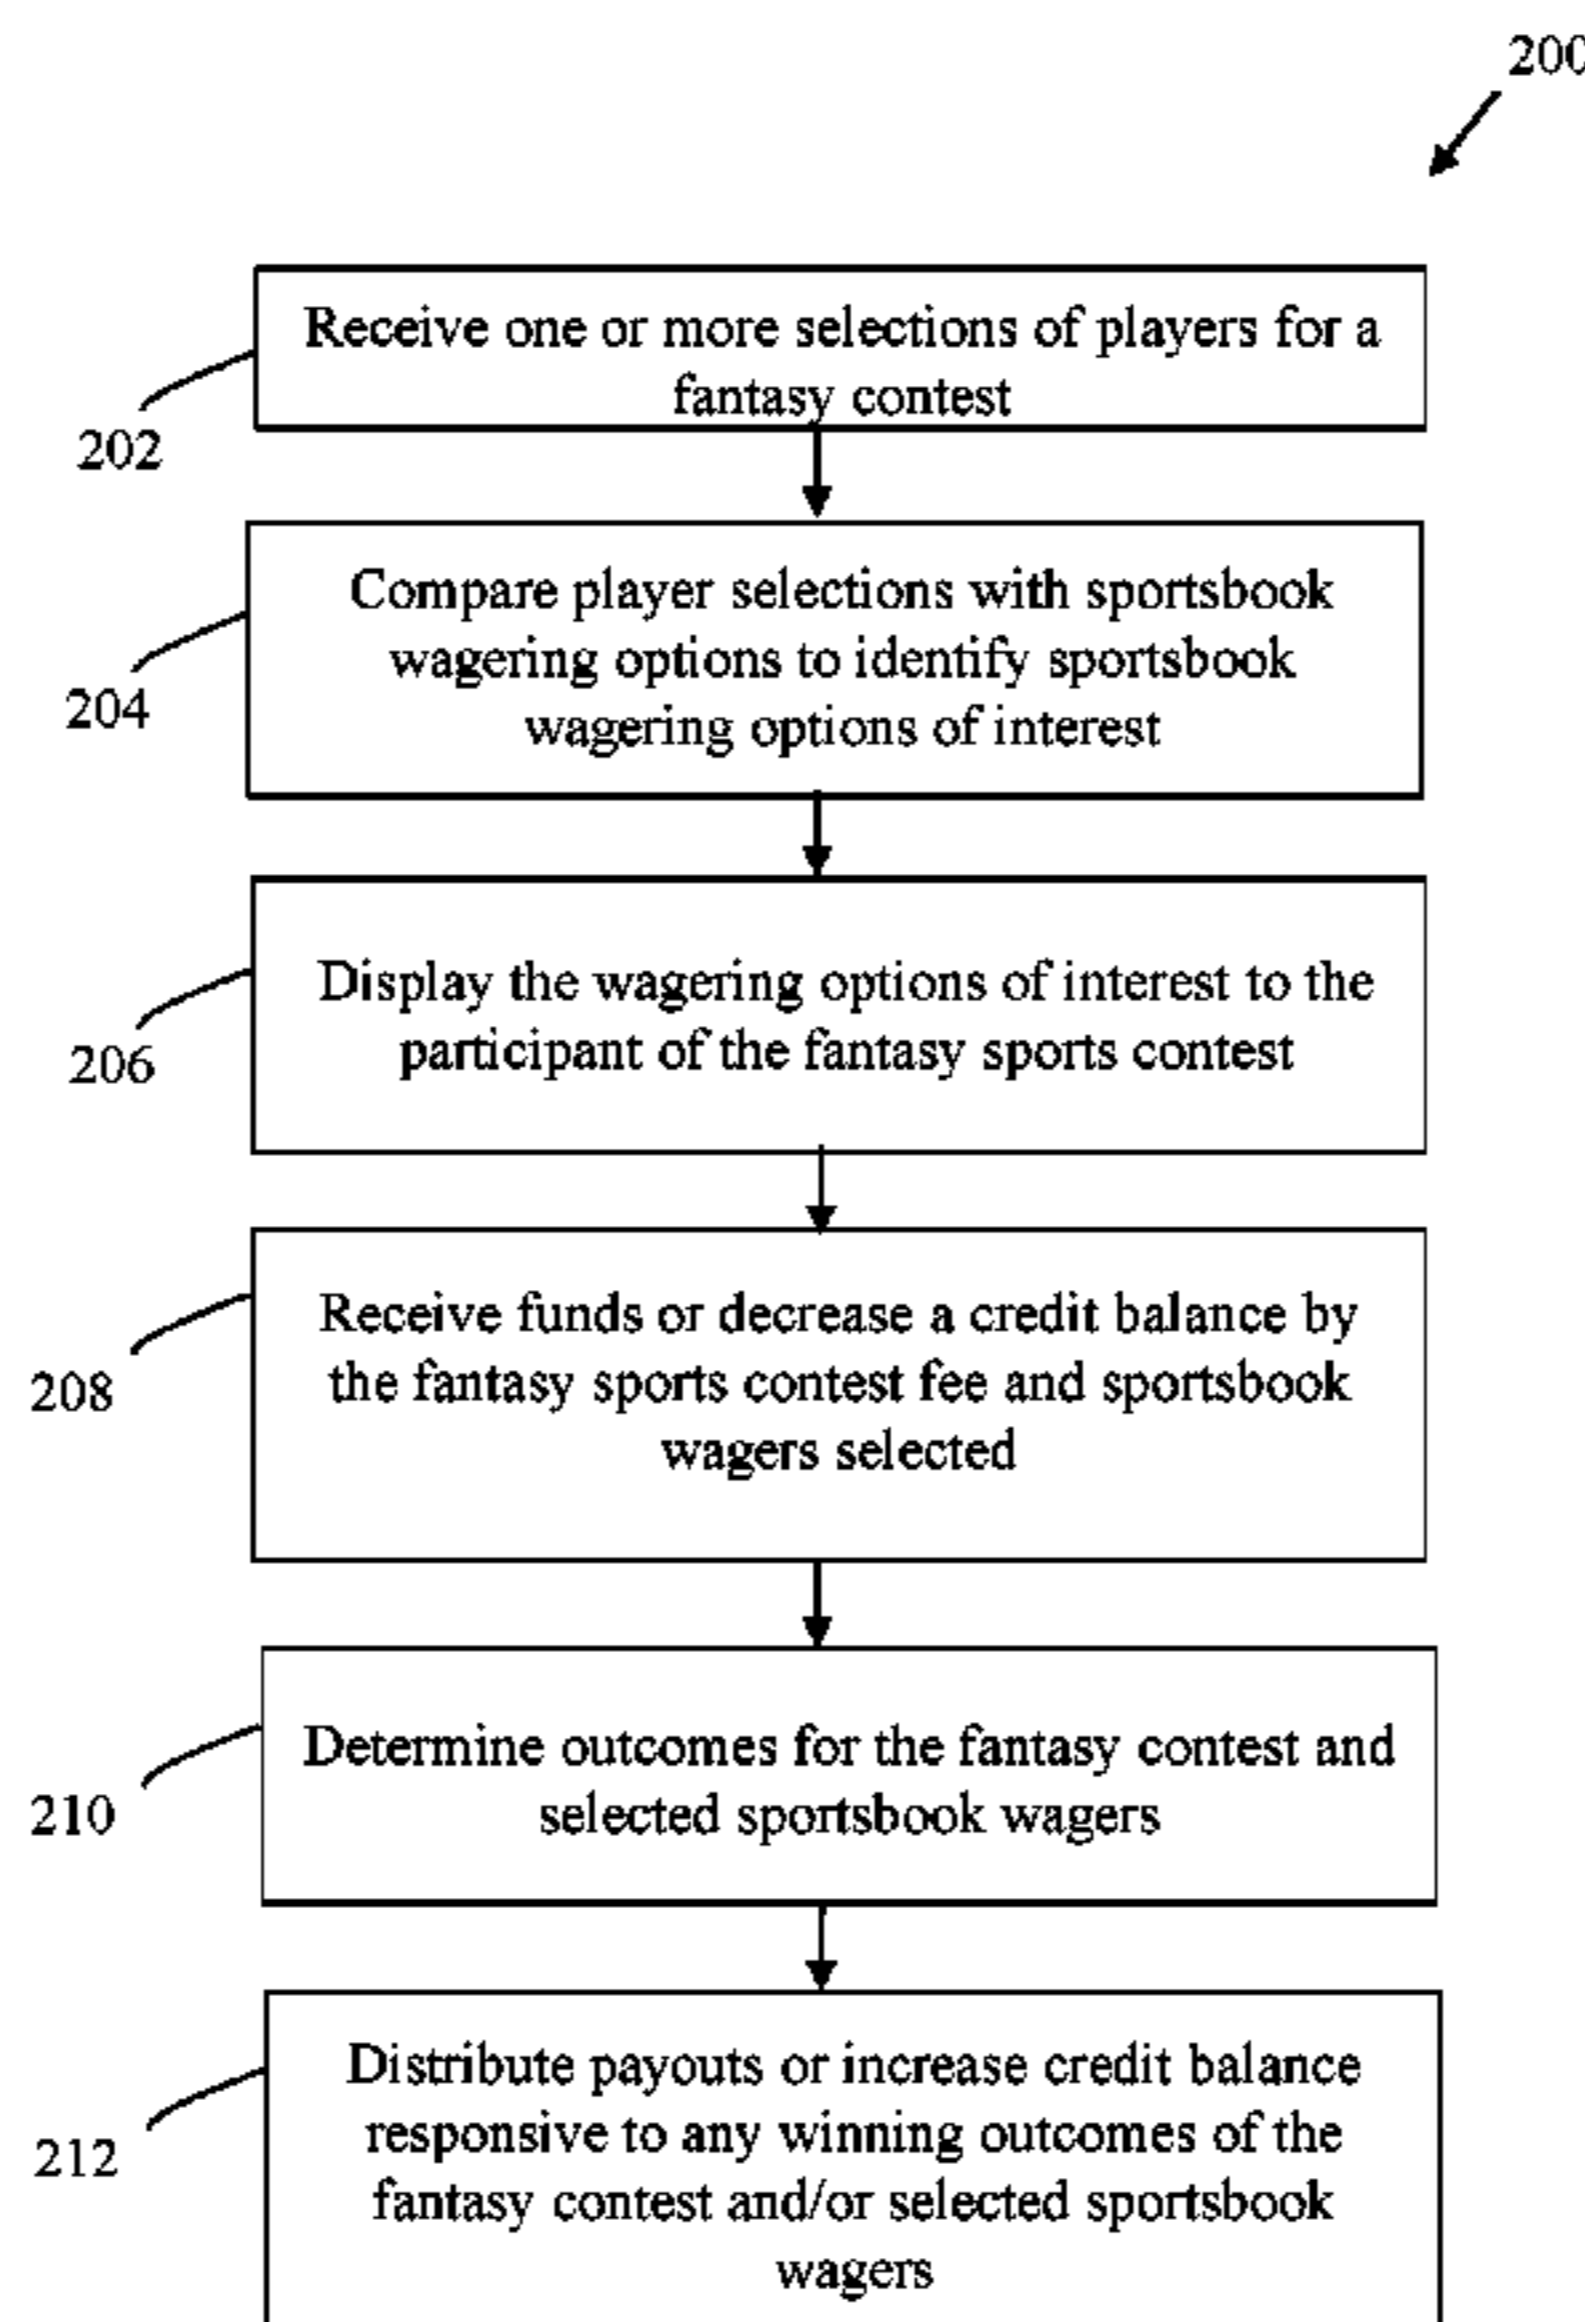 200
Receive one or more selections of players for a
fantasy contest
202
Compare player selections with sportsbook
wagering options to identify sportsbook
wagering options of interest
204
Display the wagering options of interest to the
participant of the fantasy sports contest
206
Receive funds or decrease a credit balance by
the fantasy sports contest fee and sportsbook
wagers selected
208
Determine outcomes for the fantasy contest and
selected sportsbook wagers
210
Distribute payouts or increase credit balance
responsive to any winning outcomes of the
fantasy contest and/or selected sportsbook
wagers
212